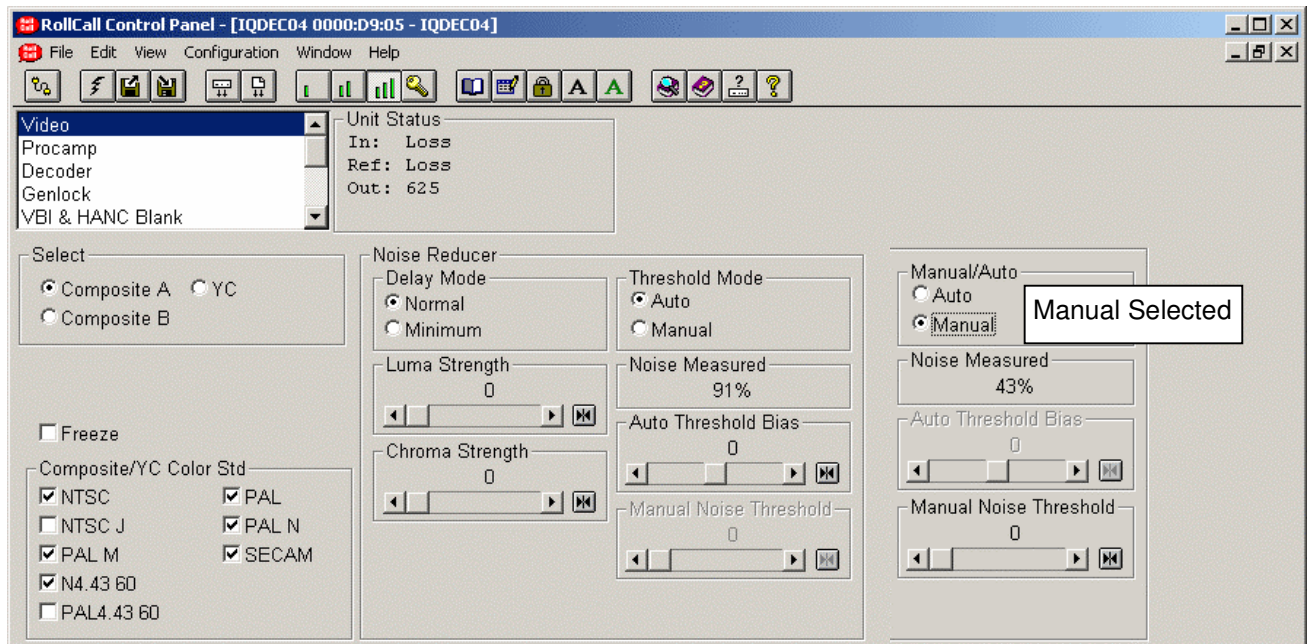 RollCall Control Panel - [IQDEC04 0000:D9:05 - IQDEC04]
File Edit View Configuration Window Help
A A ? ?
Video
Procamp
Decoder
Genlock
VBI & HANC Blank
Unit Status
In: Loss
Ref: Loss
Out: 625
Select
Composite A YC
Composite B
Freeze
Composite/YC Color Std
NTSC PAL
NTSC J PAL N
PAL M SECAM
N4.43 60
PAL4.43 60
Noise Reducer
Delay Mode
Normal
Minimum
Luma Strength
0
Chroma Strength
0
Threshold Mode
Auto
Manual
Noise Measured
91%
Auto Threshold Bias
0
Manual Noise Threshold
0
Manual/Auto
Auto
Manual
Manual Selected
Noise Measured
43%
Auto Threshold Bias
0
Manual Noise Threshold
0